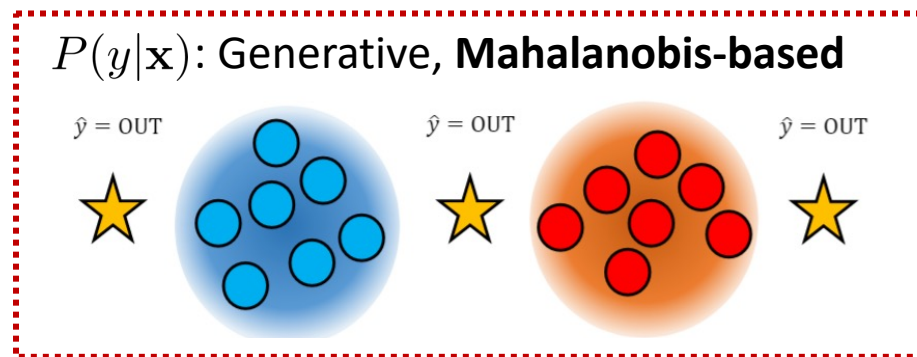 P(y|x): Generative, Mahalanobis-based
ŷ = OUT ŷ = OUT ŷ = OUT